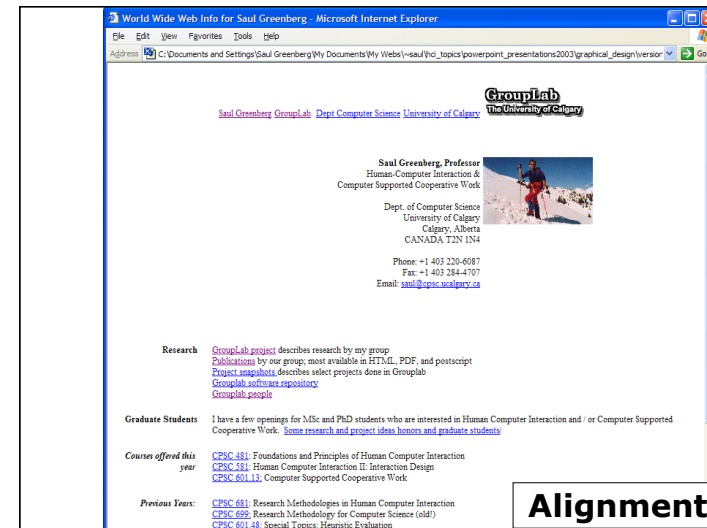 World Wide Web Info for Saul Greenberg - Microsoft Internet Explorer
File Edit View Favorites Tools Help
Address C:\Documents and Settings\Saul Greenberg\My Documents\My Webs\~saul\hci_topics\powerpoint_presentations2003\graphical_design\version Go
GroupLab
The University of Calgary
Saul Greenberg GroupLab Dept Computer Science University of Calgary
Saul Greenberg, Professor
Human-Computer Interaction &
Computer Supported Cooperative Work
Dept. of Computer Science
University of Calgary
Calgary, Alberta
CANADA T2N 1N4
Phone: +1 403 220-6087
Fax: +1 403 284-4707
Email: saul@cpsc.ucalgary.ca
Research GroupLab project describes research by my group
Publications by our group; most available in HTML, PDF, and postscript
Project snapshots describes select projects done in Grouplab
Grouplab software repository
Grouplab people
Graduate Students I have a few openings for MSc and PhD students who are interested in Human Computer Interaction and / or Computer Supported
Cooperative Work. Some research and project ideas honors and graduate students
Courses offered this CPSC 481: Foundations and Principles of Human Computer Interaction
year CPSC 581: Human Computer Interaction II: Interaction Design
CPSC 601.13: Computer Supported Cooperative Work
Previous Years: CPSC 681: Research Methodologies in Human Computer Interaction
CPSC 699: Research Methodology for Computer Science (old!)
CPSC 601.48: Special Topics: Heuristic Evaluation
Alignment